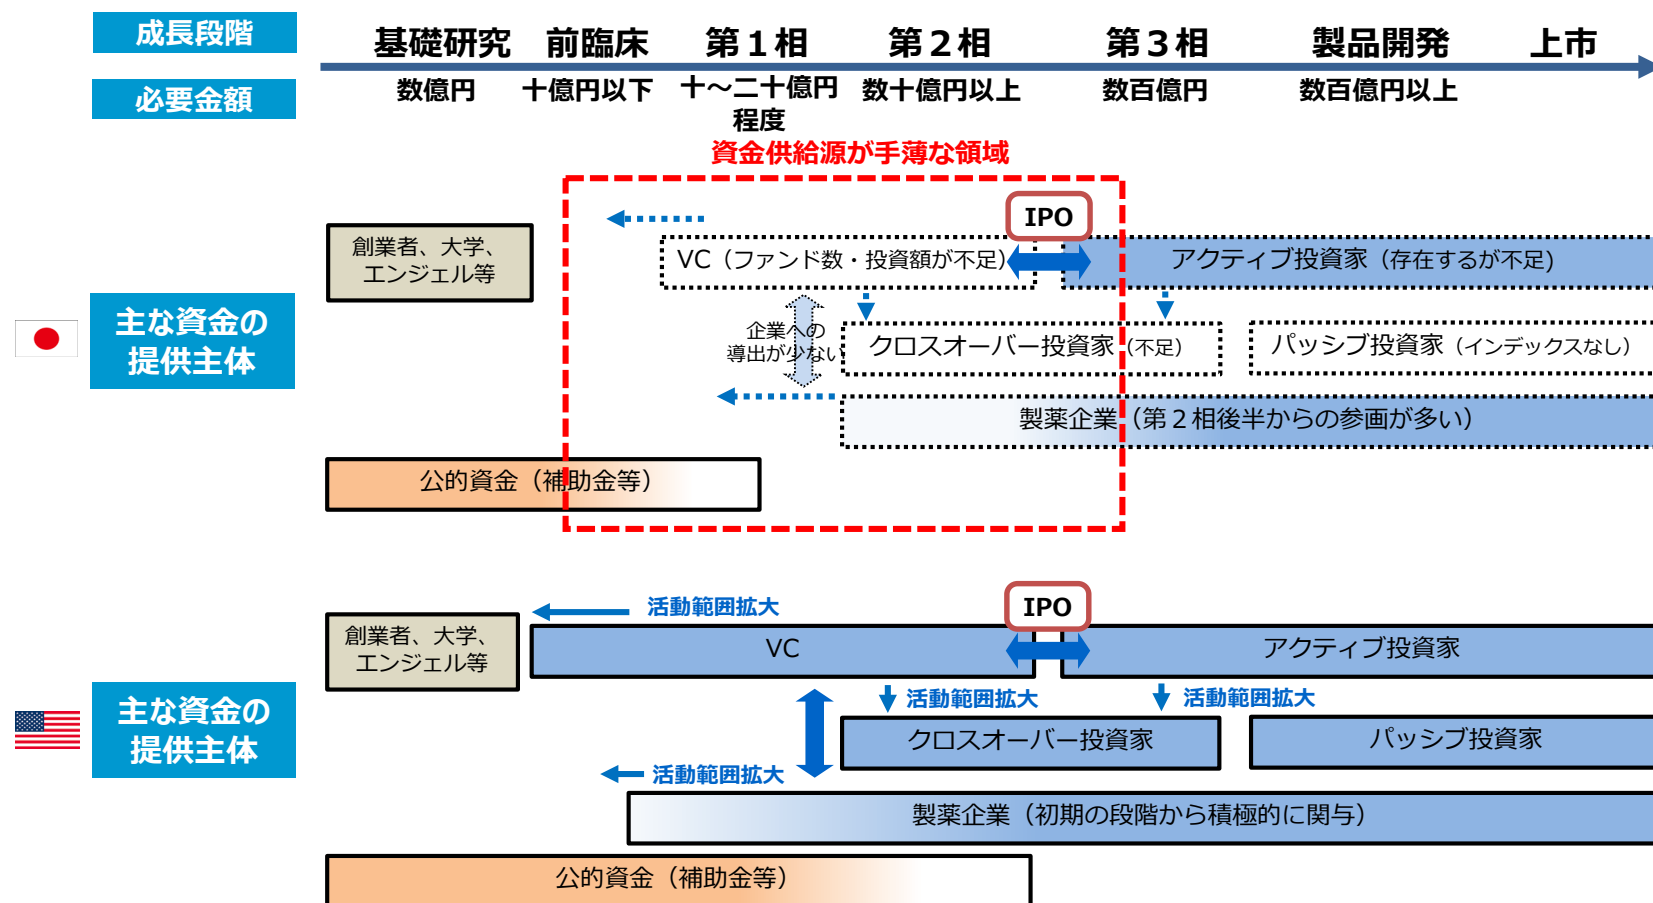 成長段階
基礎研究 前臨床 第1相 第2相 第3相 製品開発 上市
必要金額
数億円 十億円以下 十～二十億円 数十億円以上 数百億円 数百億円以上
程度
資金供給源が手薄な領域
IPO
創業者、大学、
エンジェル等
VC（ファンド数・投資額が不足）
アクティブ投資家（存在するが不足）
主な資金の
提供主体
企業への
導出が少ない
クロスオーバー投資家（不足）
パッシブ投資家（インデックスなし）
製薬企業（第２相後半からの参画が多い）
公的資金（補助金等）
活動範囲拡大
IPO
創業者、大学、
エンジェル等
VC
アクティブ投資家
主な資金の
提供主体
活動範囲拡大
活動範囲拡大
クロスオーバー投資家
パッシブ投資家
活動範囲拡大
製薬企業（初期の段階から積極的に関与）
公的資金（補助金等）